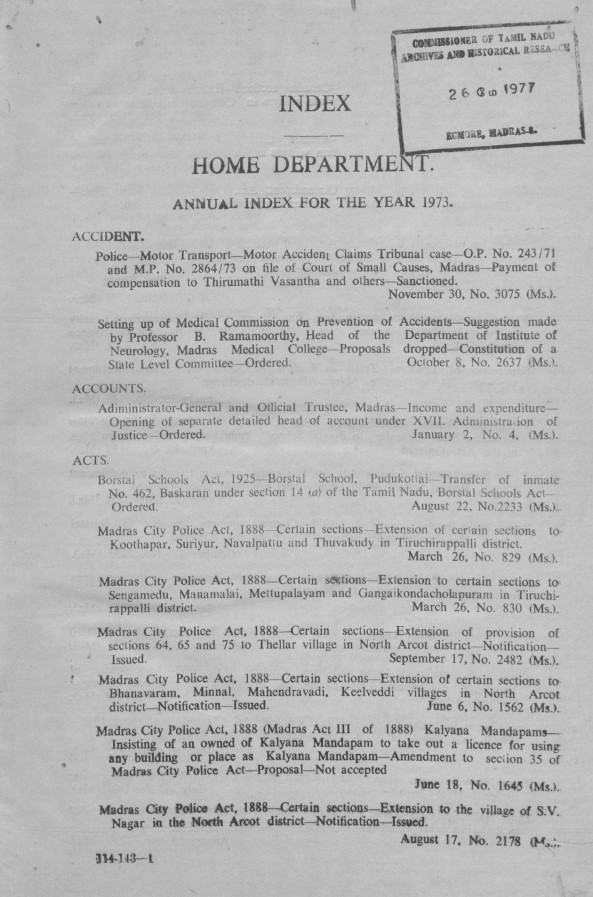 COMMISSIONER OF TAMIL NADU
ARCHIVES AND HISTORICAL RESEARCH
26 1977
EGMORE, MADRAS-8.
INDEX
HOME DEPARTMENT.
ANNUAL INDEX FOR THE YEAR 1973.
ACCIDENT.
Police—Motor Transport—Motor Accident Claims Tribunal case—O.P. No. 243/71
and M.P. No. 2864/73 on file of Court of Small Causes, Madras—Payment of
compensation to Thirumathi Vasantha and others—Sanctioned.
November 30, No. 3075 (Ms.).
Setting up of Medical Commission on Prevention of Accidents—Suggestion made
by Professor B. Ramamoorthy, Head of the Department of Institute of
Neurology, Madras Medical College—Proposals dropped—Constitution of a
State Level Committee—Ordered. October 8, No. 2637 (Ms.).
ACCOUNTS.
Adiministrator-General and Official Trustee, Madras—Income and expenditure—
Opening of separate detailed head of account under XVII. Administration of
Justice—Ordered. January 2, No. 4, (Ms.).
ACTS.
Borstal Schools Act, 1925—Borstal School, Pudukottai—Transfer of inmate
No. 462, Baskaran under section 14 (a) of the Tamil Nadu, Borstal Schools Act—
Ordered. August 22, No.2233 (Ms.).
Madras City Police Act, 1888—Certain sections—Extension of certain sections to
Koothapar, Suriyur, Navalpattu and Thuvakudy in Tiruchirappalli district.
March 26, No. 829 (Ms.).
Madras City Police Act, 1888—Certain sections—Extension to certain sections to
Sengamedu, Manamalai, Mettupalayam and Gangaikondacholapuram in Tiruchi-
rappalli district. March 26, No. 830 (Ms.).
Madras City Police Act, 1888—Certain sections—Extension of provision of
sections 64, 65 and 75 to Thellar village in North Arcot district—Notification—
Issued. September 17, No. 2482 (Ms.).
Madras City Police Act, 1888—Certain sections—Extension of certain sections to
Bhanavaram, Minnal, Mahendravadi, Keelveddi villages in North Arcot
district—Notification—Issued. June 6, No. 1562 (Ms.).
Madras City Police Act, 1888 (Madras Act III of 1888) Kalyana Mandapams—
Insisting of an owned of Kalyana Mandapam to take out a licence for using
any building or place as Kalyana Mandapam—Amendment to section 35 of
Madras City Police Act—Proposal—Not accepted
June 18, No. 1645 (Ms.).
Madras City Police Act, 1888—Certain sections—Extension to the village of S.V.
Nagar in the North Arcot district—Notification—Issued.
August 17, No. 2178 (Ms.).
114-143—1